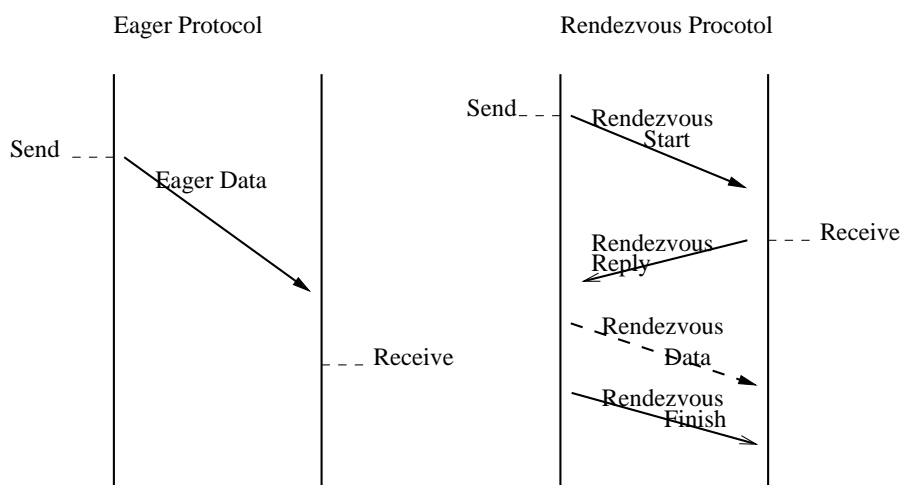 Eager Protocol
Send
Eager Data
Receive
Rendezvous Procotol
Send
Rendezvous
Start
Receive
Rendezvous
Reply
Rendezvous
Data
Rendezvous
Finish